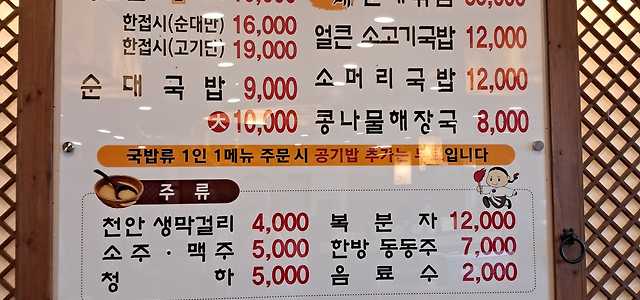 한접시(순대만) 16,000
한접시(고기만) 19,000
순대국밥 9,000
大 10,000
얼큰 소고기국밥 12,000
소머리국밥 12,000
콩나물해장국 8,000
국밥류 1인 1메뉴 주문시 공기밥 추가는 무료입니다
주류
천안 생막걸리 4,000
소주·맥주 5,000
청하 5,000
복분자 12,000
한방 동동주 7,000
음료수 2,000